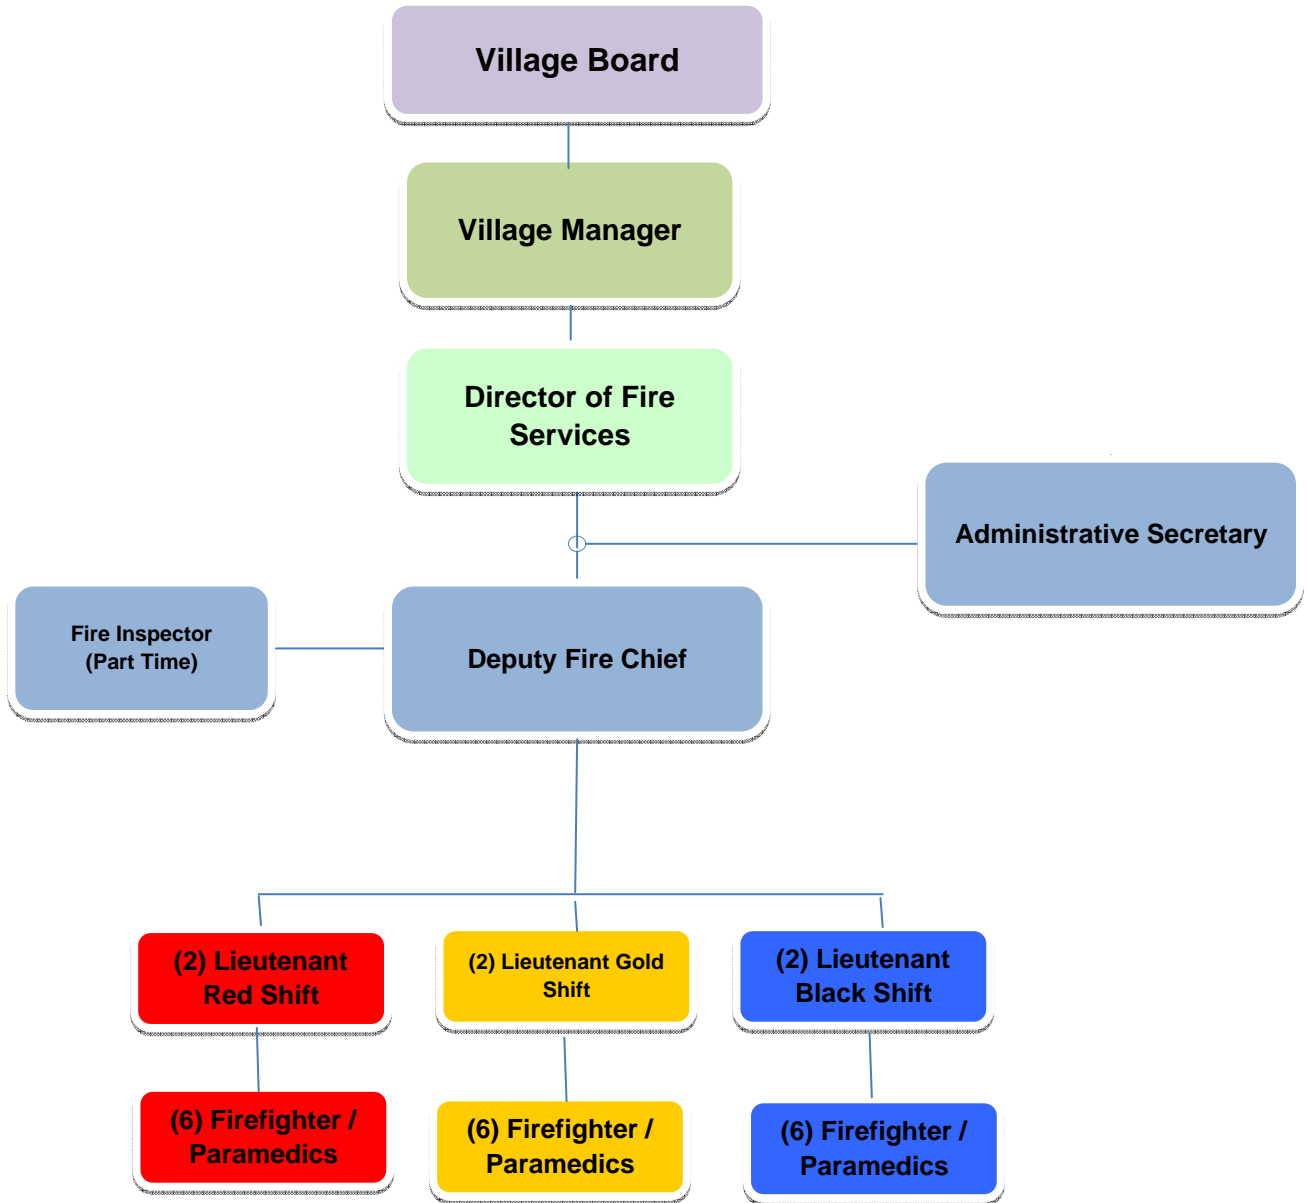 Village Board
Village Manager
Director of Fire
Services
Administrative Secretary
Fire Inspector
(Part Time)
Deputy Fire Chief
(2) Lieutenant
Red Shift
(2) Lieutenant Gold
Shift
(2) Lieutenant
Black Shift
(6) Firefighter /
Paramedics
(6) Firefighter /
Paramedics
(6) Firefighter /
Paramedics